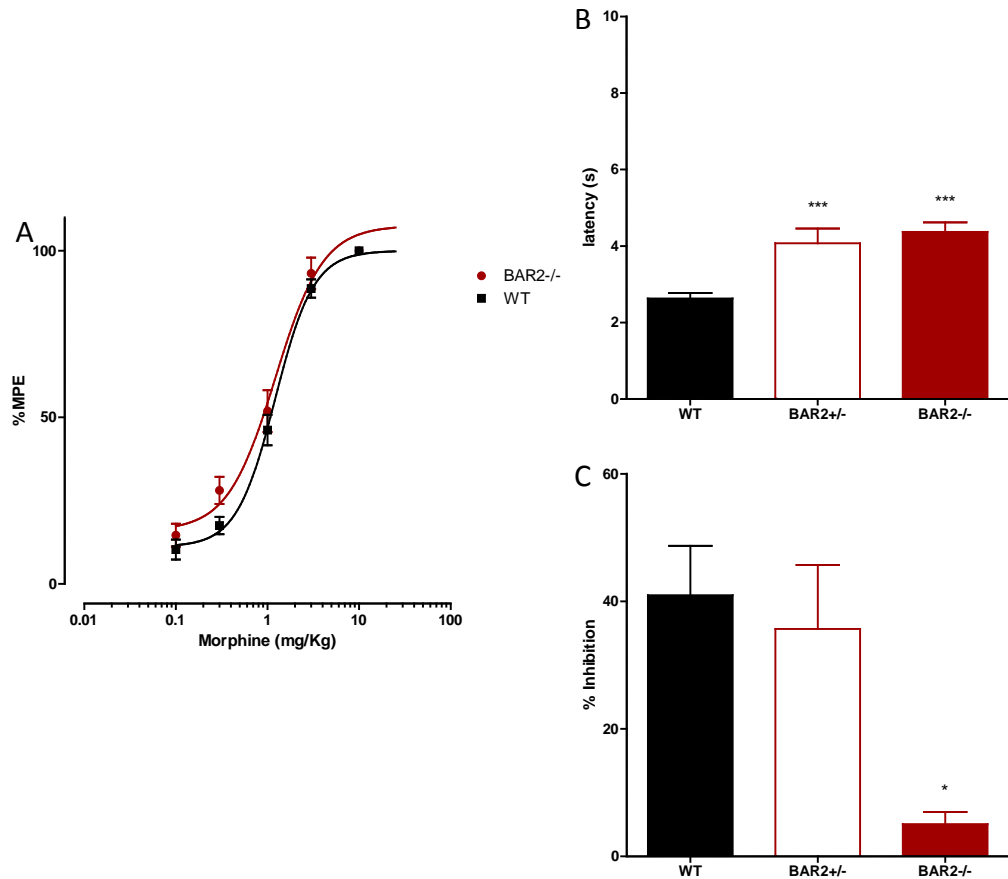 A
%MPE
100
50
0
0.01
0.1
1
10
100
Morphine (mg/Kg)
BAR2-/-
WT
B
latency (s)
10
8
6
4
2
0
***
***
WT
BAR2+/-
BAR2-/-
C
% Inhibition
60
40
20
0
*
WT
BAR2+/-
BAR2-/-